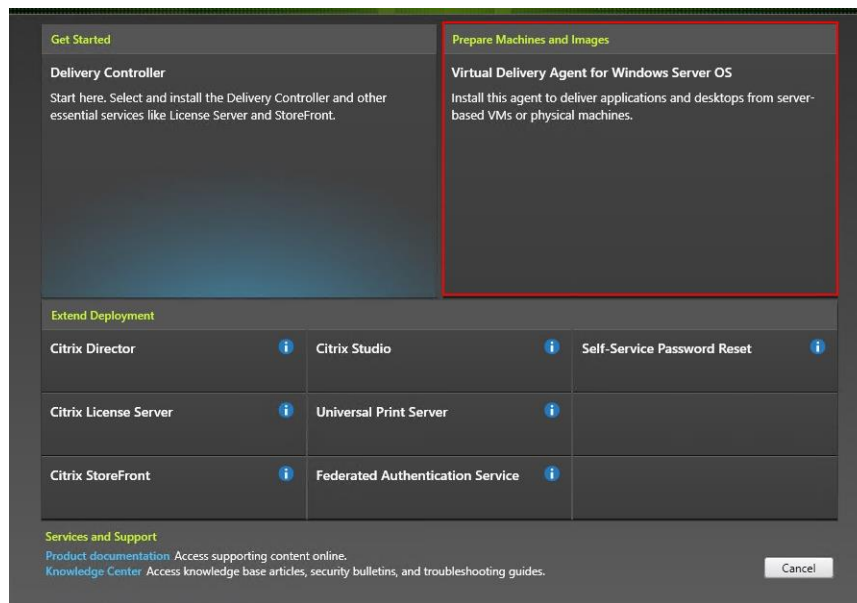 Get Started
Prepare Machines and Images
Delivery Controller
Start here. Select and install the Delivery Controller and other
essential services like License Server and StoreFront.
Virtual Delivery Agent for Windows Server OS
Install this agent to deliver applications and desktops from server-
based VMs or physical machines.
Extend Deployment
Citrix Director
Citrix Studio
Self-Service Password Reset
Citrix License Server
Universal Print Server
Citrix StoreFront
Federated Authentication Service
Services and Support
Product documentation Access supporting content online.
Knowledge Center Access knowledge base articles, security bulletins, and troubleshooting guides.
Cancel